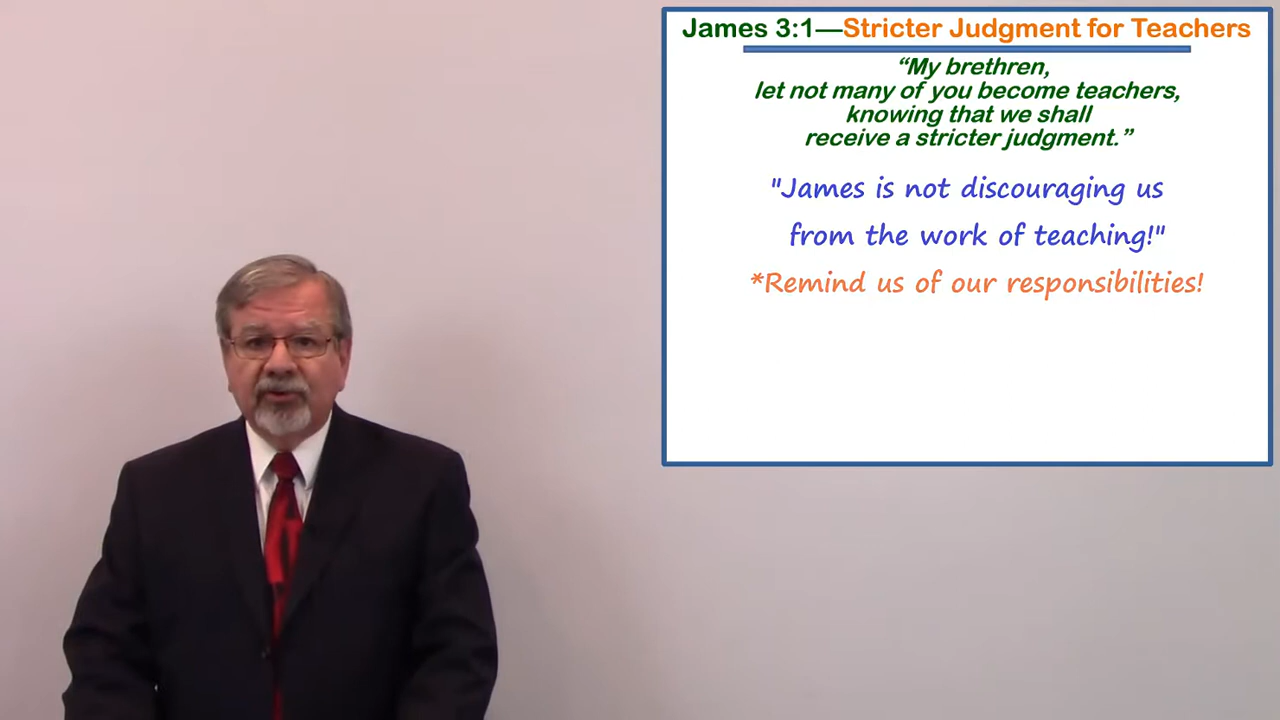 James 3:1—Stricter Judgment for Teachers
“My brethren,
let not many of you become teachers,
knowing that we shall
receive a stricter judgment.”
"James is not discouraging us
from the work of teaching!"
*Remind us of our responsibilities!